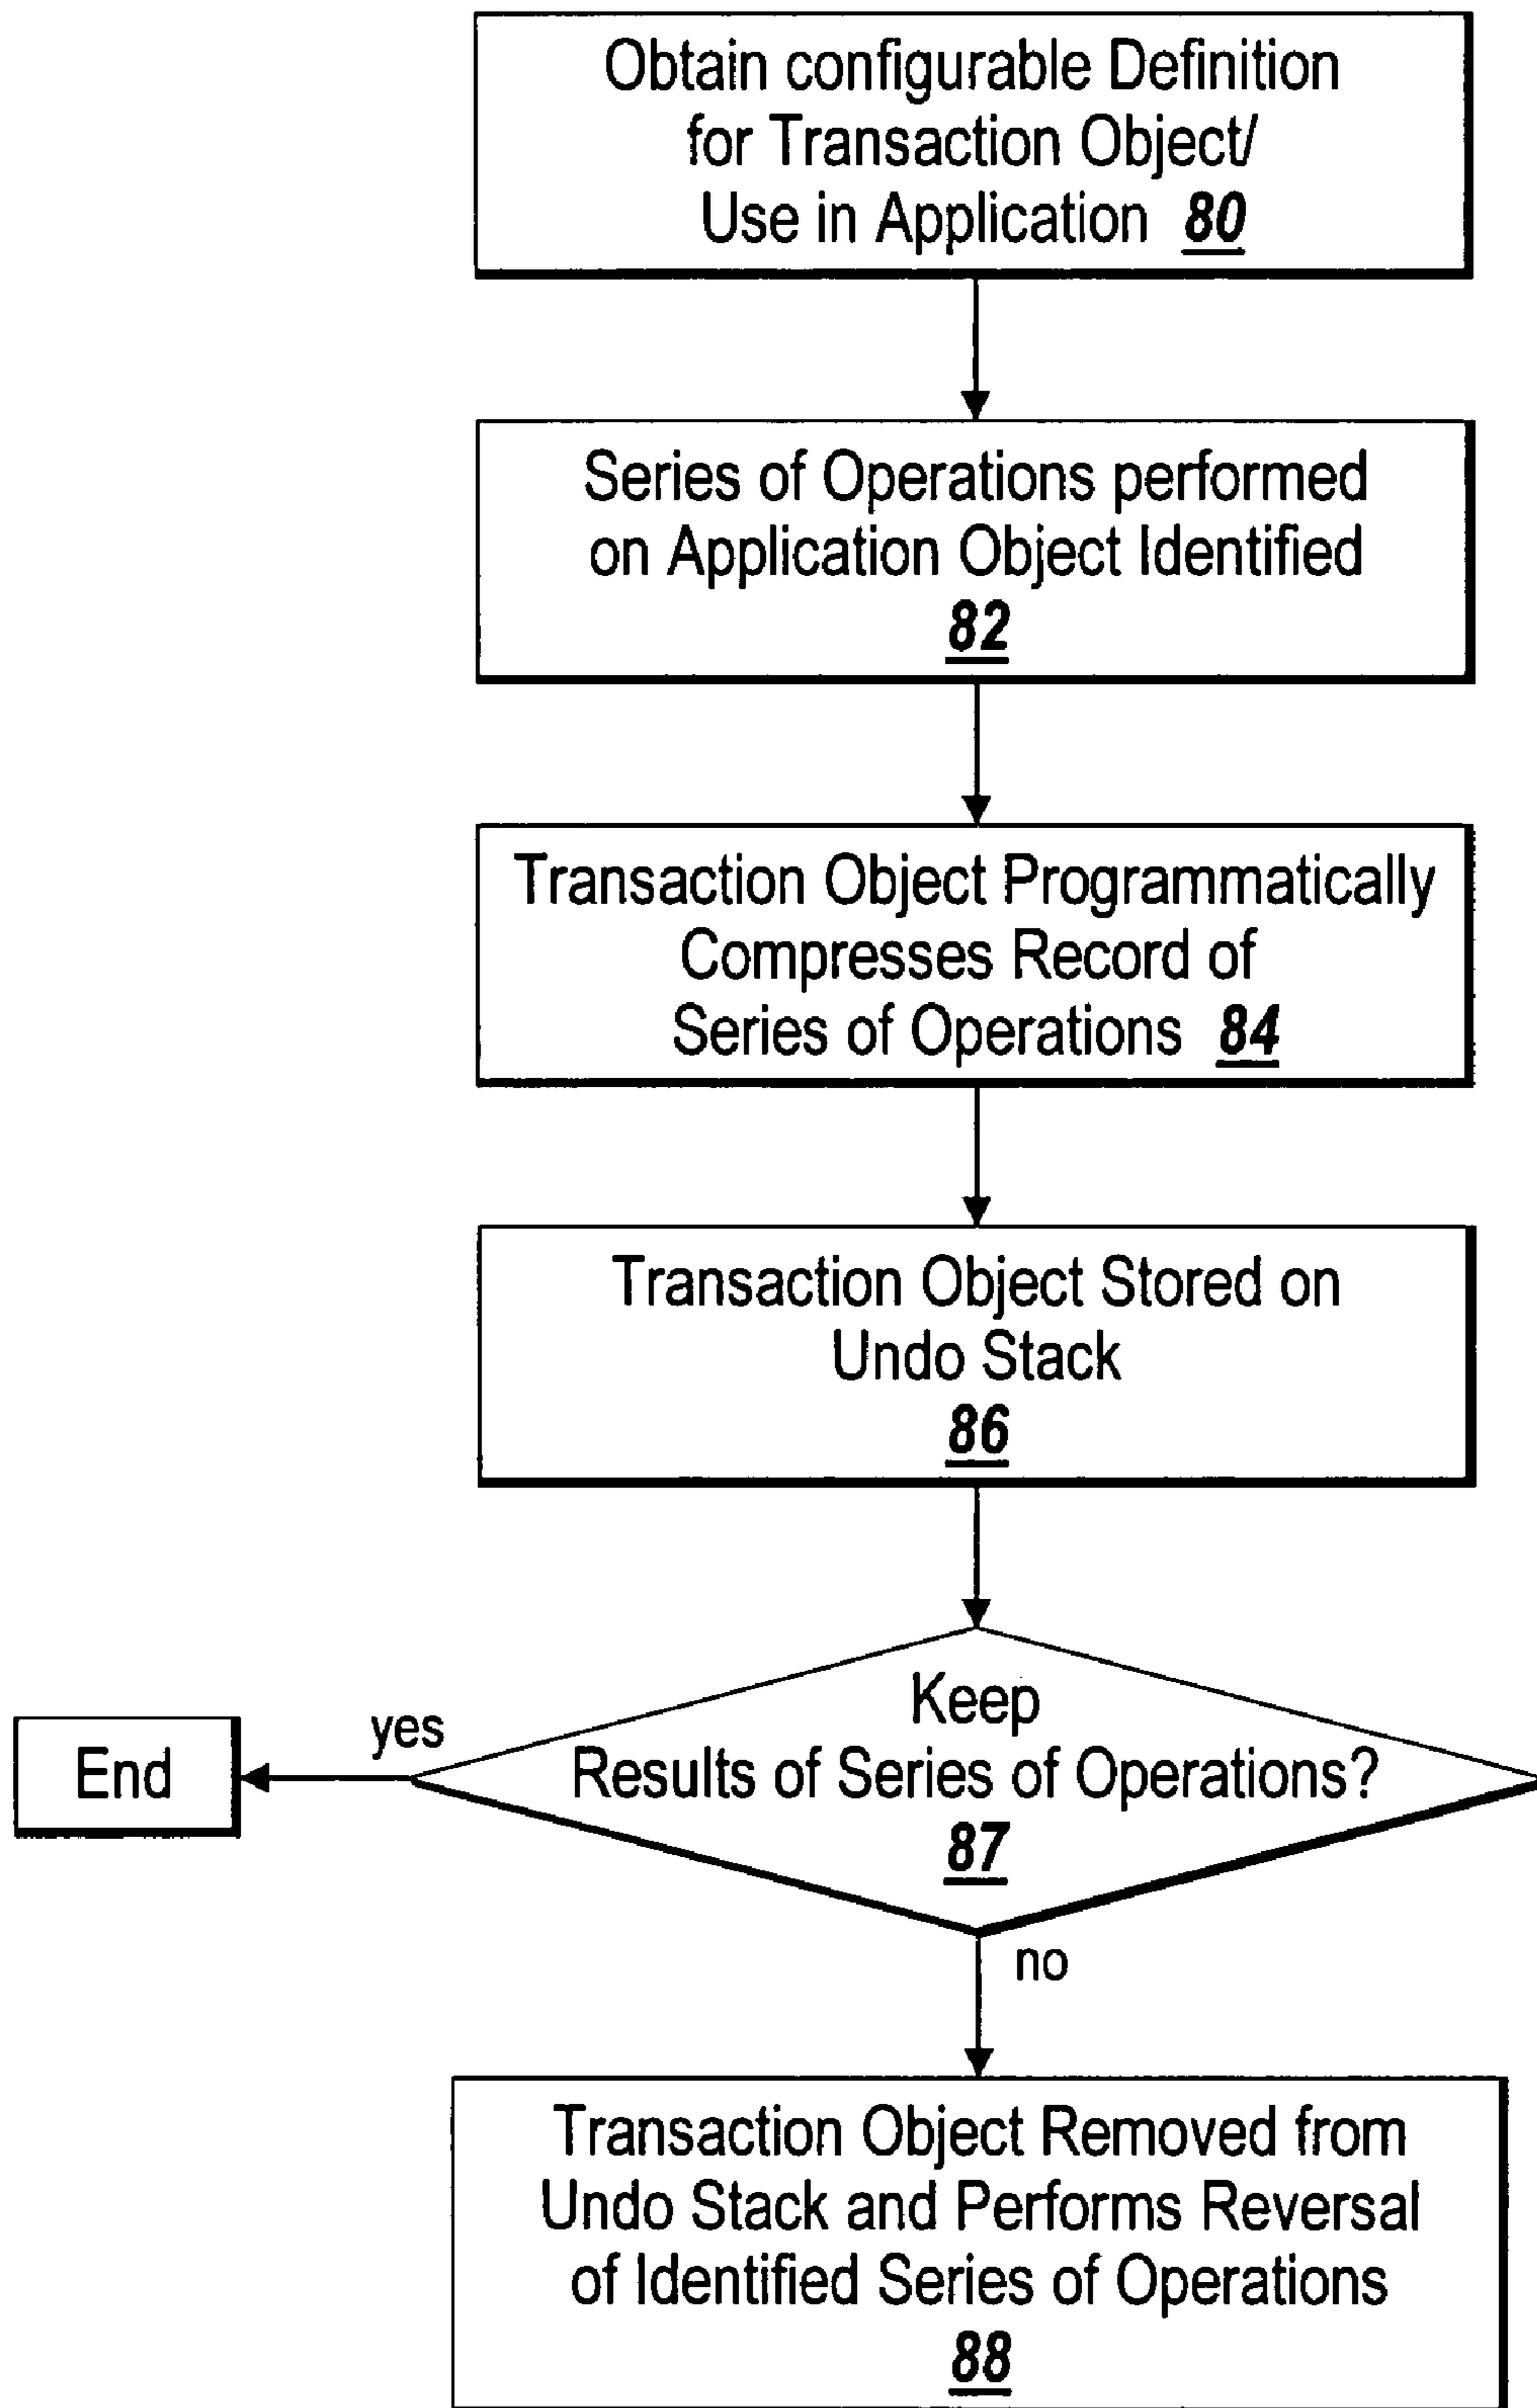 Obtain configurable Definition
for Transaction Object/
Use in Application 80
Series of Operations performed
on Application Object Identified
82
Transaction Object Programmatically
Compresses Record of
Series of Operations 84
Transaction Object Stored on
Undo Stack
86
Keep
Results of Series of Operations?
87
yes
End
no
Transaction Object Removed from
Undo Stack and Performs Reversal
of Identified Series of Operations
88